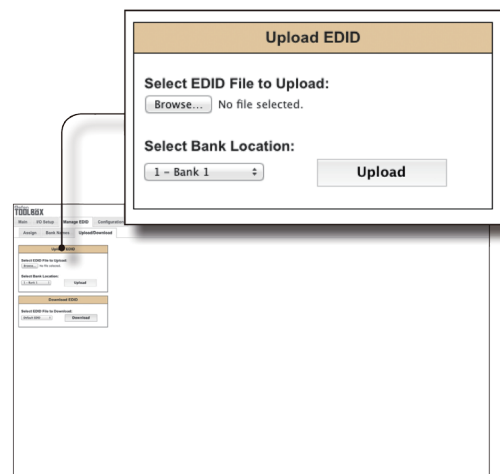 Upload EDID
Select EDID File to Upload:
Browse... No file selected.
Select Bank Location:
1 – Bank 1
Upload
TOOLBOX
Main I/O Setup Manage EDID Configuration
Assign Bank Names Upload/Download
Upload EDID
Select EDID File to Upload:
Browse... No file selected.
Select Bank Location:
1 - Bank 1 Upload
Download EDID
Select EDID File to Download:
Default EDID Download